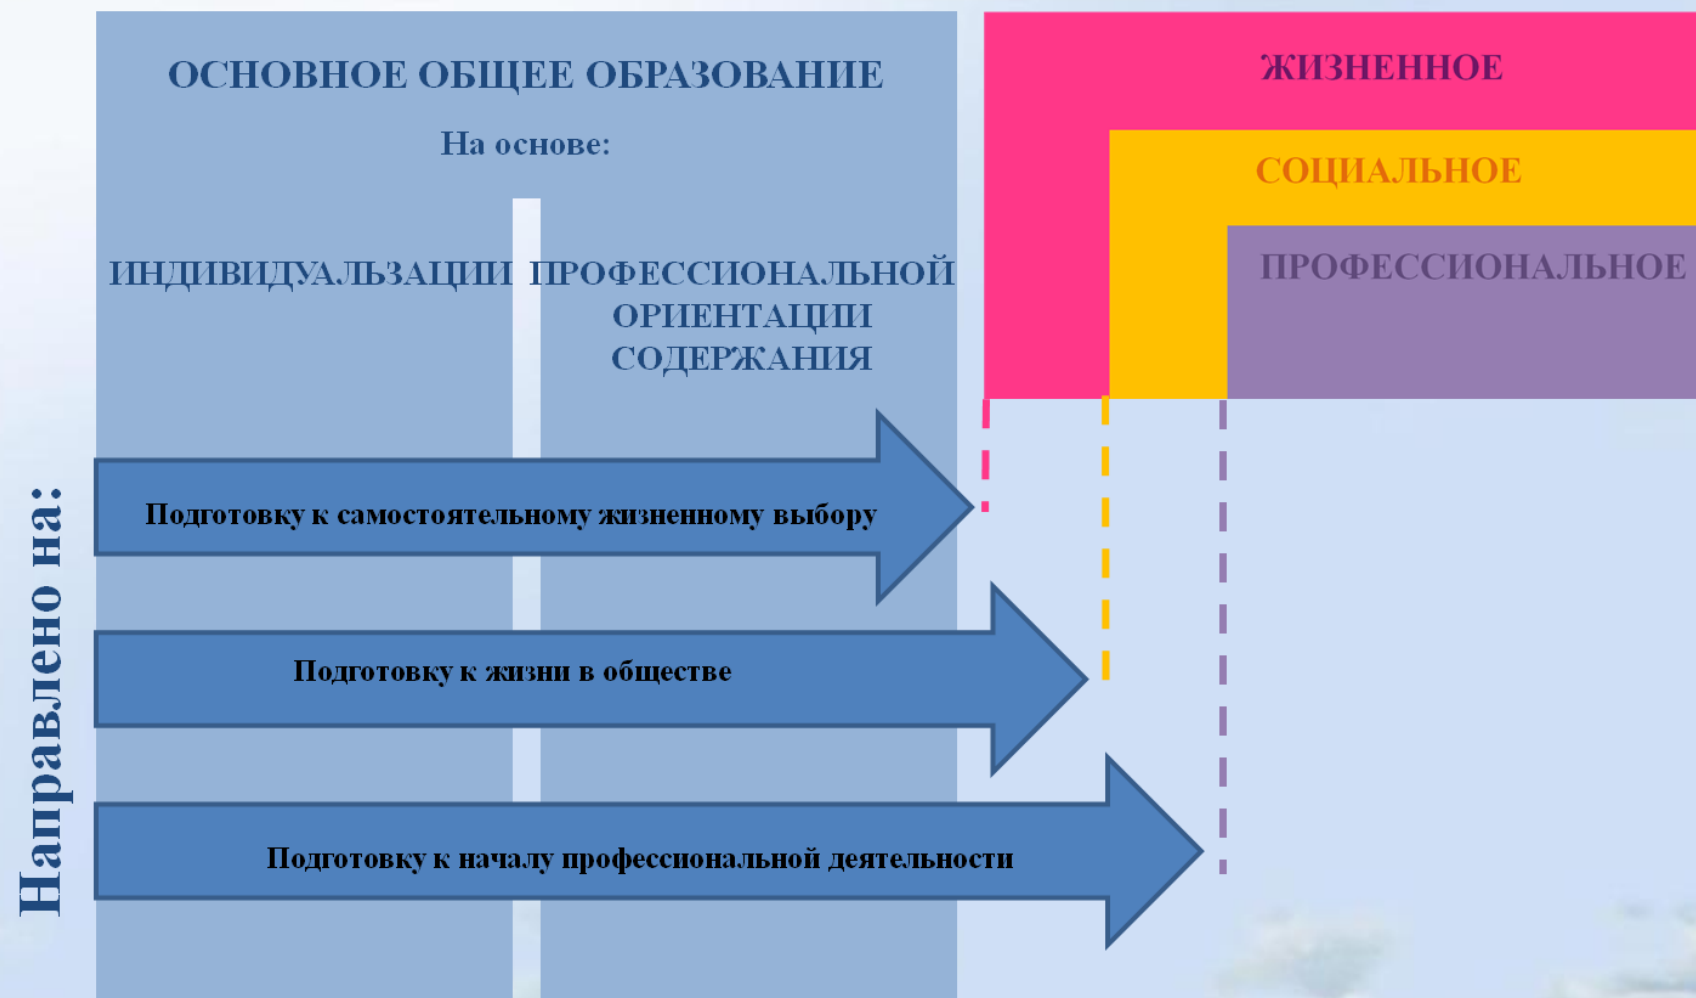 ОСНОВНОЕ ОБЩЕЕ ОБРАЗОВАНИЕ
На основе:
ИНДИВИДУАЛЬЗАЦИИ
ПРОФЕССИОНАЛЬНОЙ
ОРИЕНТАЦИИ
СОДЕРЖАНИЯ
ЖИЗНЕННОЕ
СОЦИАЛЬНОЕ
ПРОФЕССИОНАЛЬНОЕ
Направлено на:
Подготовку к самостоятельному жизненному выбору
Подготовку к жизни в обществе
Подготовку к началу профессиональной деятельности